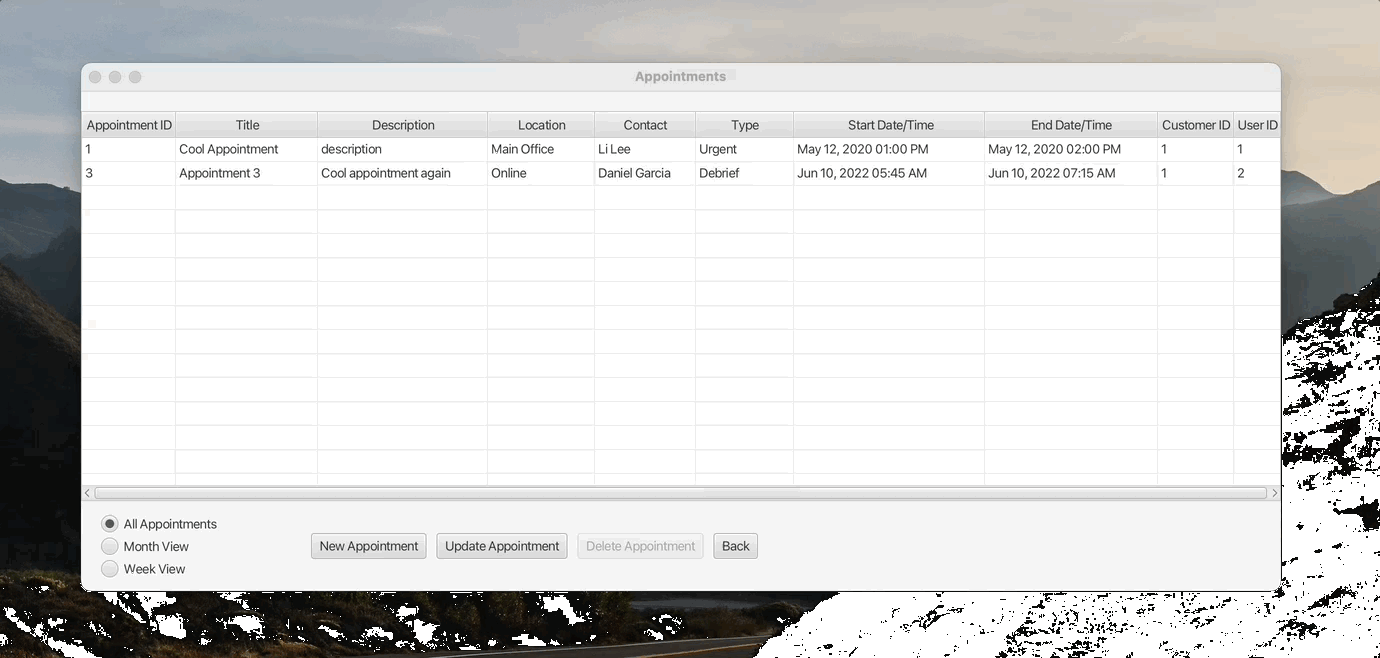 Appointments
Appointment ID Title Description Location Contact Type Start Date/Time End Date/Time Customer ID User ID
1 Cool Appointment description Main Office Li Lee Urgent May 12, 2020 01:00 PM May 12, 2020 02:00 PM 1 1
3 Appointment 3 Cool appointment again Online Daniel Garcia Debrief Jun 10, 2022 05:45 AM Jun 10, 2022 07:15 AM 1 2
All Appointments
Month View
Week View
New Appointment Update Appointment Delete Appointment Back